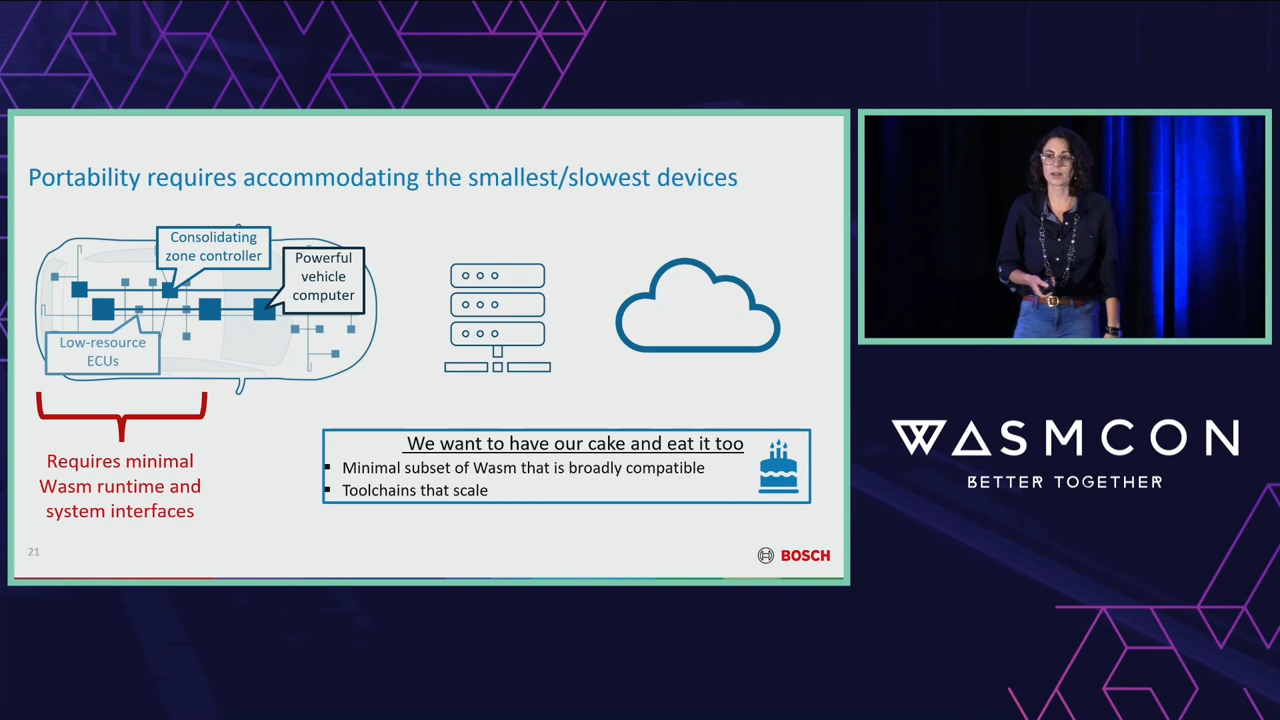 Portability requires accommodating the smallest/slowest devices
Consolidating
zone controller
Powerful
vehicle
computer
Low-resource
ECUs
Requires minimal
Wasm runtime and
system interfaces
We want to have our cake and eat it too
▪ Minimal subset of Wasm that is broadly compatible
▪ Toolchains that scale
21
BOSCH
WASMCON
BETTER TOGETHER